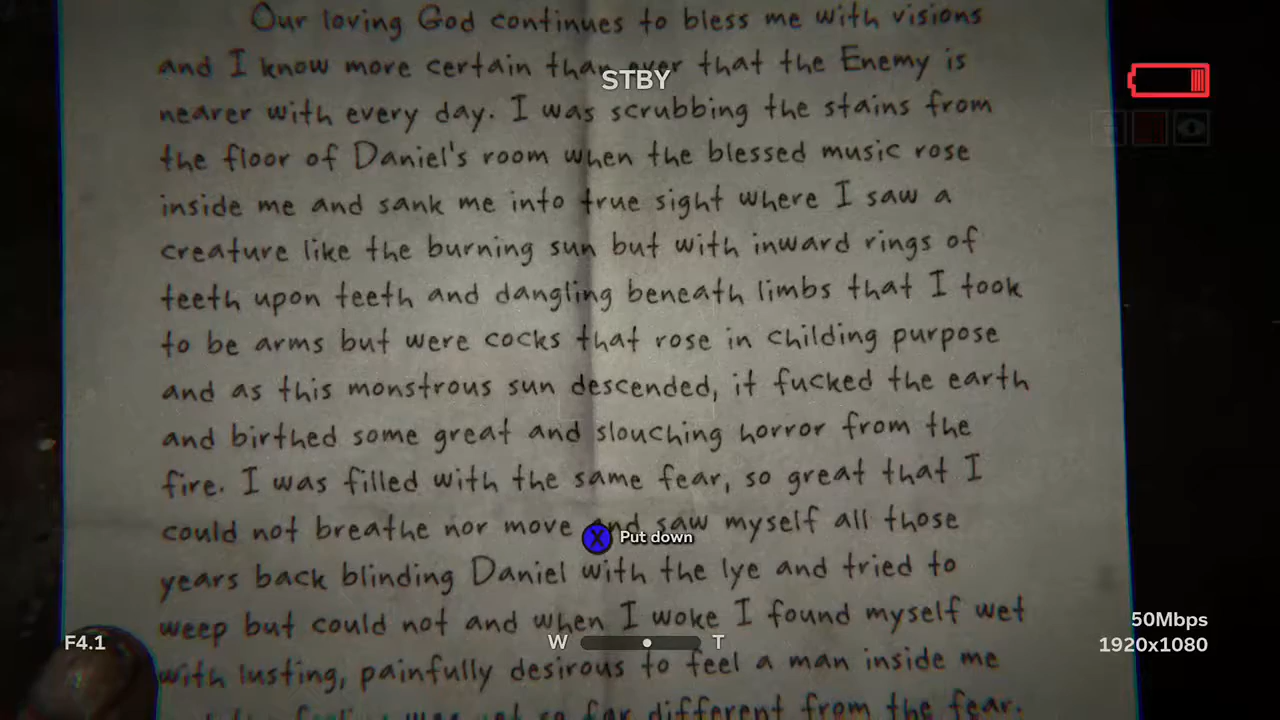 Our loving God continues to bless me with visions
and I know more certain than ever that the Enemy is
STBY
nearer with every day. I was scrubbing the stains from
the floor of Daniel's room when the blessed music rose
inside me and sank me into true sight where I saw a
creature like the burning sun but with inward rings of
teeth upon teeth and dangling beneath limbs that I took
to be arms but were cocks that rose in childing purpose
and as this monstrous sun descended, it fucked the earth
and birthed some great and slouching horror from the
fire. I was filled with the same fear, so great that I
could not breathe nor move and saw myself all those
X Put down
years back blinding Daniel with the lye and tried to
weep but could not and when I woke I found myself wet
50Mbps
F4.1 W T 1920x1080
with lusting, painfully desirous to feel a man inside me
far different from the fear.